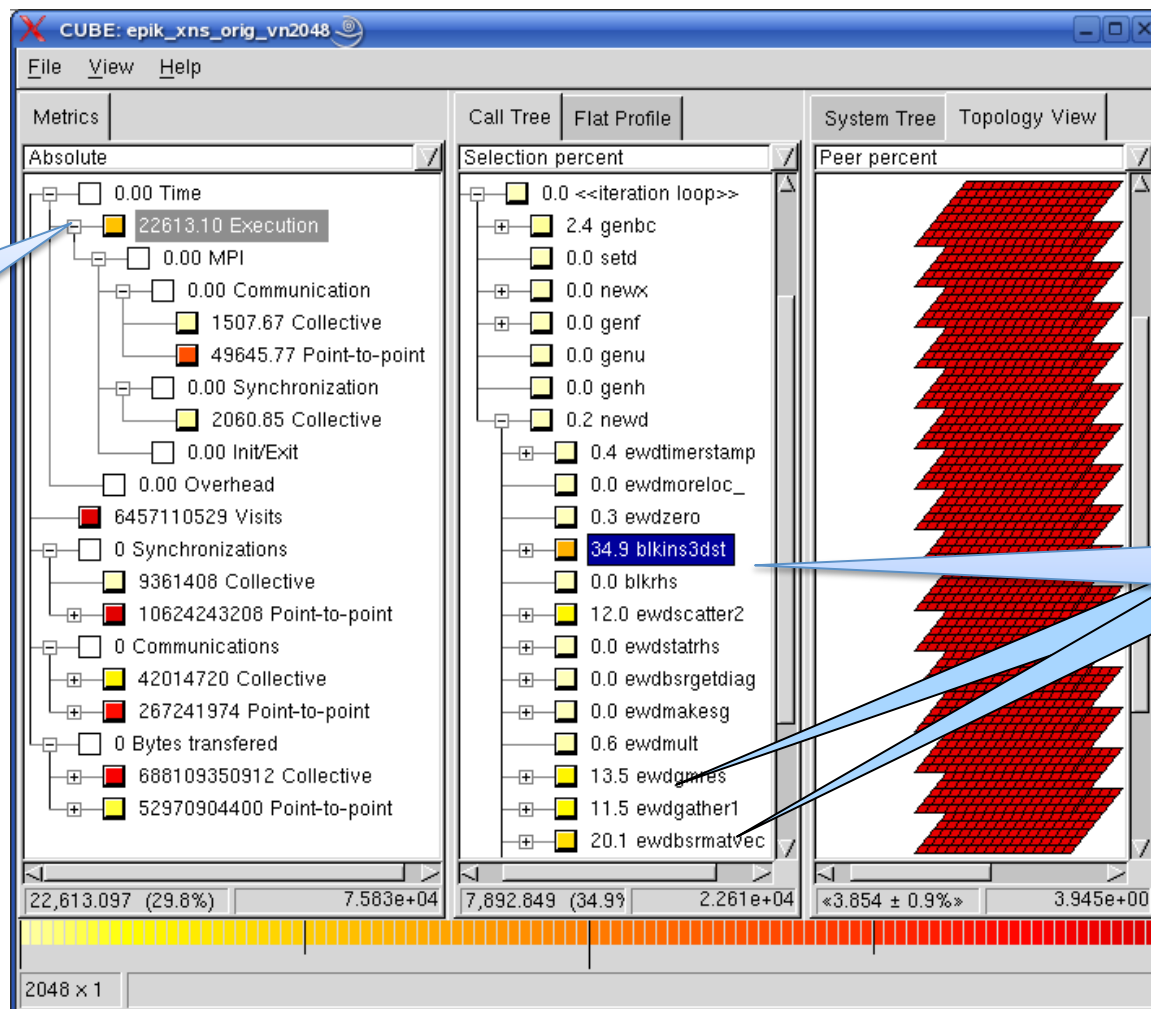 CUBE: epik_xns_orig_vn2048
File View Help
Metrics
Absolute
0.00 Time
22613.10 Execution
0.00 MPI
0.00 Communication
1507.67 Collective
49645.77 Point-to-point
0.00 Synchronization
2060.85 Collective
0.00 Init/Exit
0.00 Overhead
6457110529 Visits
0 Synchronizations
9361408 Collective
10624243208 Point-to-point
0 Communications
42014720 Collective
267241974 Point-to-point
0 Bytes transfered
688109350912 Collective
52970904400 Point-to-point
22,613.097 (29.8%) 7.583e+04
Call Tree Flat Profile
Selection percent
0.0 <<iteration loop>>
2.4 genbc
0.0 setd
0.0 newx
0.0 genf
0.0 genu
0.0 genh
0.2 newd
0.4 ewdtimerstamp
0.0 ewdmoreloc_
0.3 ewdzero
34.9 blkins3dst
0.0 blkrhs
12.0 ewdscatter2
0.0 ewdstatrhs
0.0 ewdbsrgetdiag
0.0 ewdmakesg
0.6 ewdmult
13.5 ewdgmres
11.5 ewdgather1
20.1 ewdbsrmatvec
7,892.849 (34.9% 2.261e+04
System Tree Topology View
Peer percent
«3.854 ± 0.9%» 3.945e+00
2048 × 1